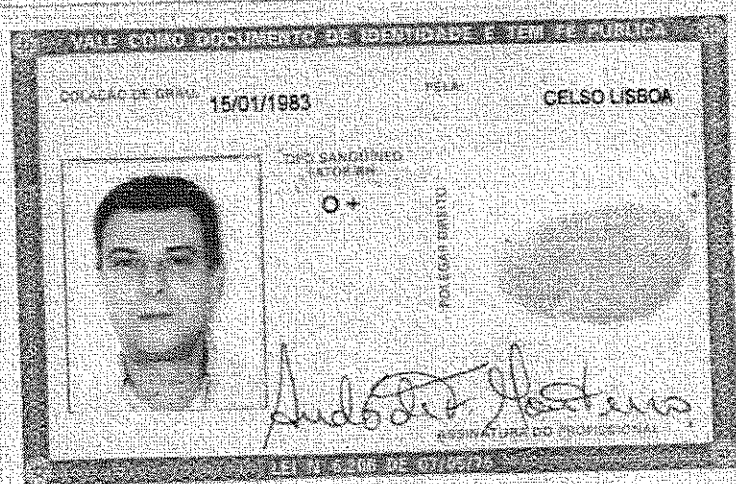 VALE COMO DOCUMENTO DE IDENTIDADE E TEM FÉ PÚBLICA
COLAÇÃO DE GRAU: 15/01/1983 PELA: CELSO LISBOA
TIPO SANGUÍNEO
FATOR RH
O +
POLEGAR DIREITO
ASSINATURA DO PROFISSIONAL
LEI N 6.206 DE 07/05/75